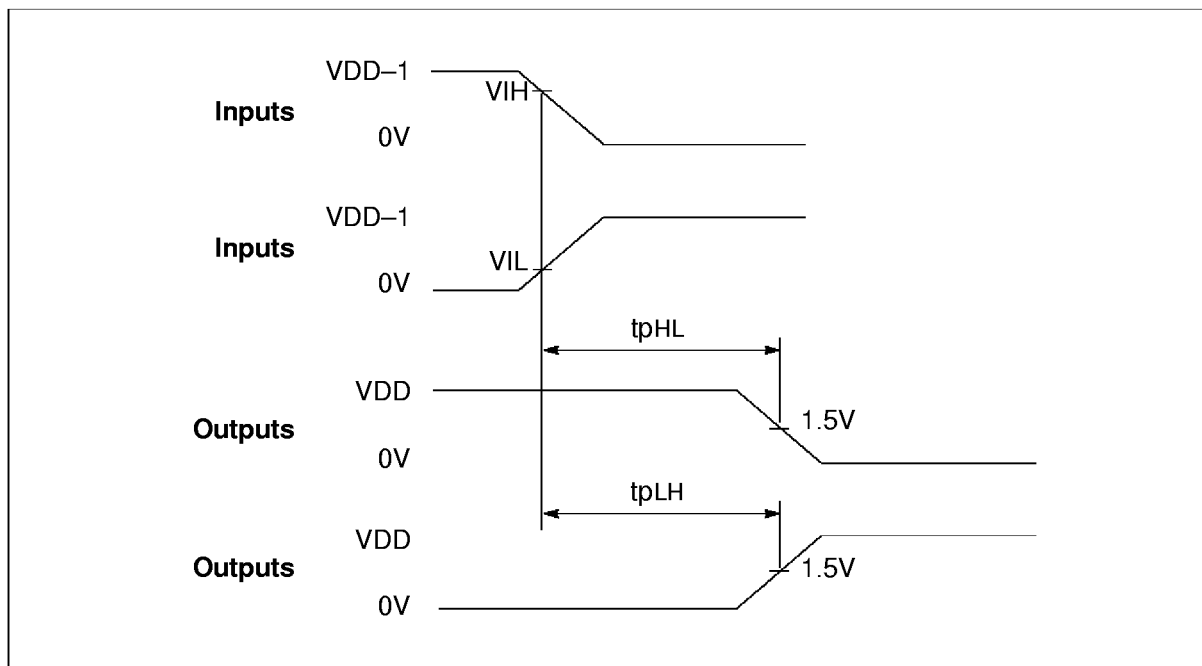 VDD–1
VIH
Inputs
0V
VDD–1
Inputs
VIL
0V
tpHL
VDD
1.5V
Outputs
0V
tpLH
VDD
Outputs
1.5V
0V